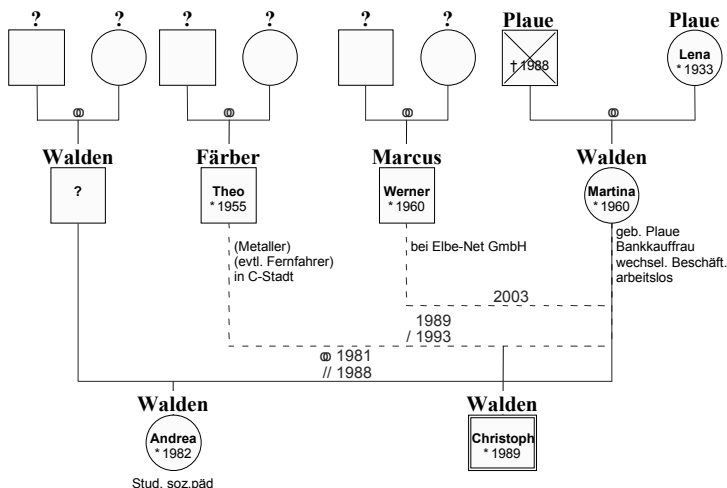 ? ? ? ? ? ? Plaue Plaue
† 1988
Lena
* 1933
⚭ ⚭ ⚭ ⚭
Walden Färber Marcus Walden
?
Theo
* 1955
Werner
* 1960
Martina
* 1960
(Metaller)
(evtl. Fernfahrer)
in C-Stadt
bei Elbe-Net GmbH
geb. Plaue
Bankkauffrau
wechsel. Beschäft.
arbeitslos
2003
1989
/ 1993
⚭ 1981
// 1988
Walden Walden
Andrea
* 1982
Christoph
* 1989
Stud. soz.päd